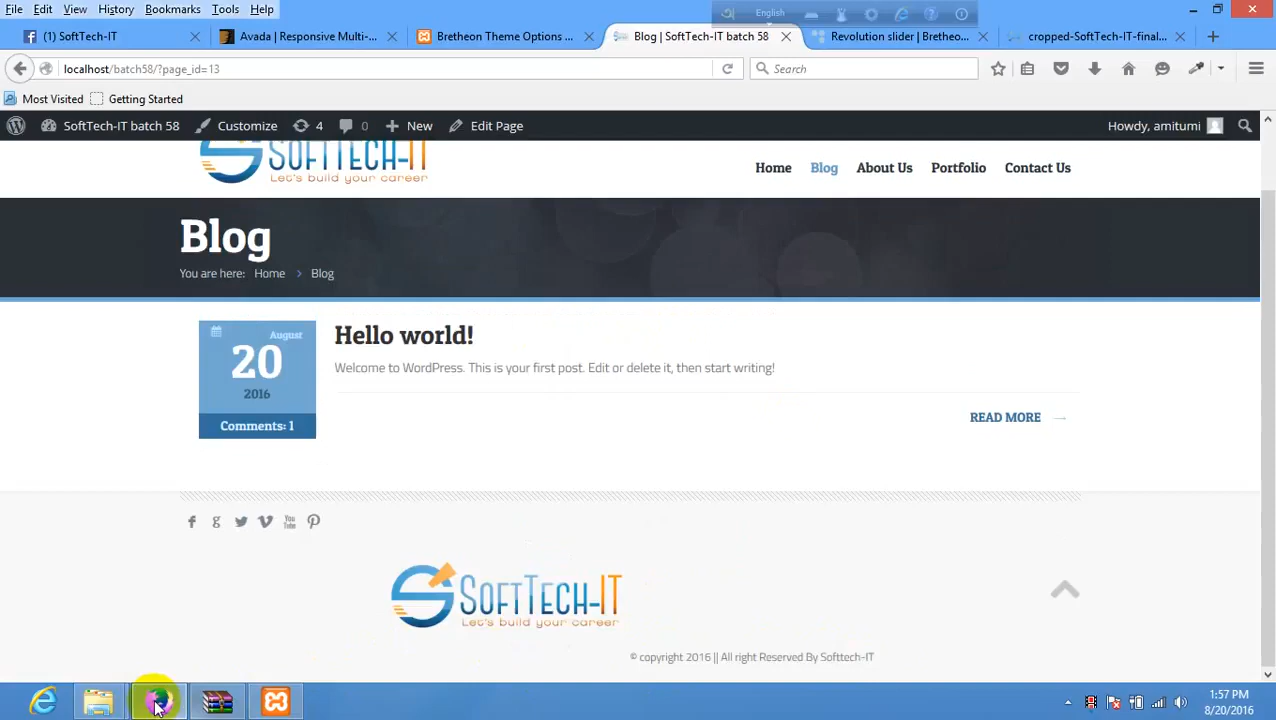 File Edit View History Bookmarks Tools Help
English
(1) SoftTech-IT
Avada | Responsive Multi-...
Bretheon Theme Options ...
Blog | SoftTech-IT batch 58
Revolution slider | Bretheo...
cropped-SoftTech-IT-final...
localhost/batch58/?page_id=13
Search
Most Visited Getting Started
SoftTech-IT batch 58 Customize 4 0 New Edit Page Howdy, amitumi
SOFTTECH-IT
Let's build your career
Home Blog About Us Portfolio Contact Us
Blog
You are here: Home Blog
August
20
2016
Comments: 1
Hello world!
Welcome to WordPress. This is your first post. Edit or delete it, then start writing!
READ MORE →
SOFTTECH-IT
Let's build your career
© copyright 2016 || All right Reserved By Softtech-IT
1:57 PM
8/20/2016